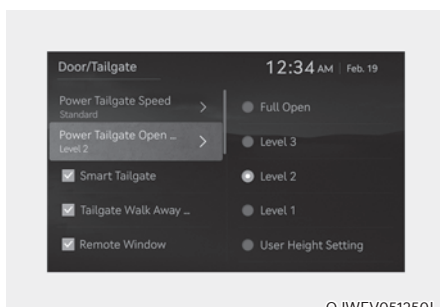 Door/Tailgate
12:34 AM Feb. 19
Power Tailgate Speed
Standard
Power Tailgate Open ...
Level 2
Smart Tailgate
Tailgate Walk Away ...
Remote Window
Full Open
Level 3
Level 2
Level 1
User Height Setting